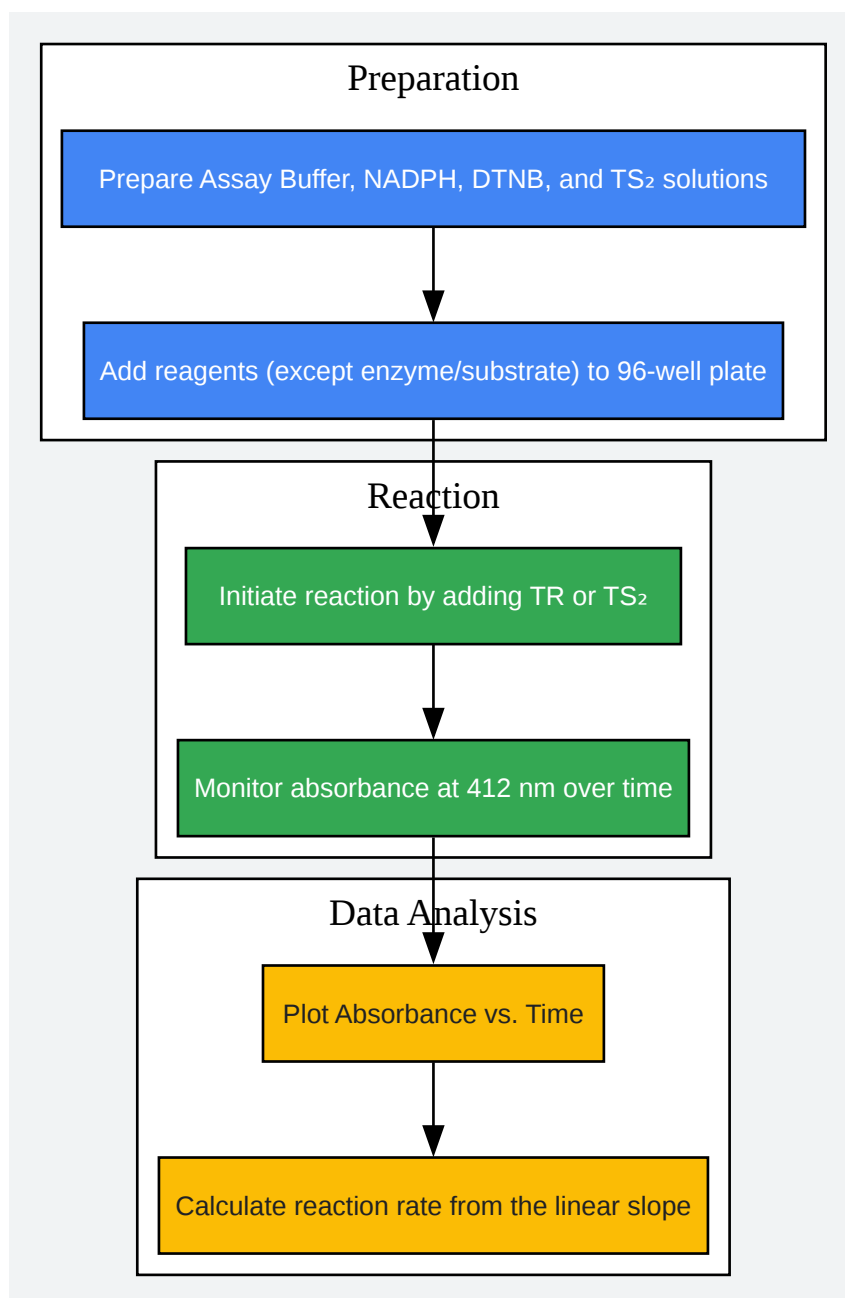 Preparation
Prepare Assay Buffer, NADPH, DTNB, and TS₂ solutions
Add reagents (except enzyme/substrate) to 96-well plate
Reaction
Initiate reaction by adding TR or TS₂
Monitor absorbance at 412 nm over time
Data Analysis
Plot Absorbance vs. Time
Calculate reaction rate from the linear slope